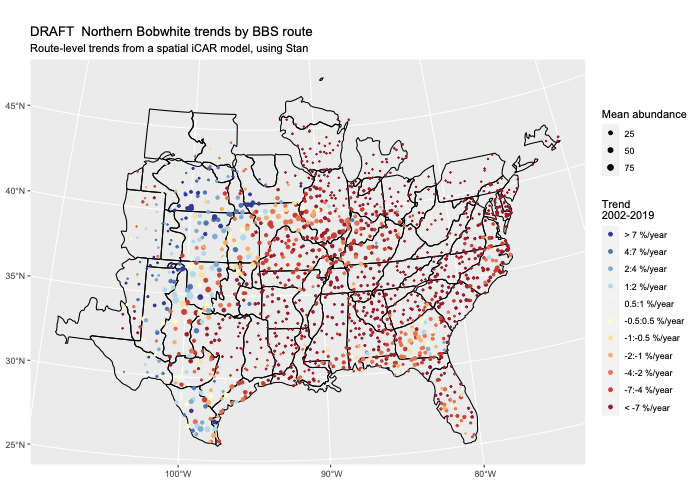 DRAFT  Northern Bobwhite trends by BBS route
Route-level trends from a spatial iCAR model, using Stan
45°N
40°N
35°N
30°N
25°N
100°W
90°W
80°W
Mean abundance
25
50
75
Trend
2002-2019
> 7 %/year
4:7 %/year
2:4 %/year
1:2 %/year
0.5:1 %/year
-0.5:0.5 %/year
-1:-0.5 %/year
-2:-1 %/year
-4:-2 %/year
-7:-4 %/year
< -7 %/year